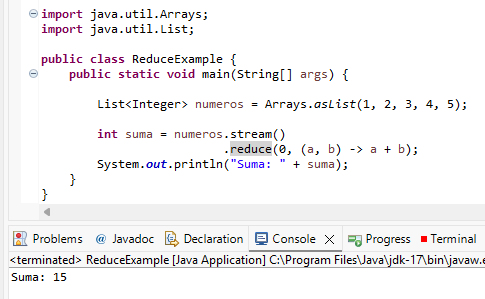 import java.util.Arrays;
import java.util.List;
public class ReduceExample {
public static void main(String[] args) {
List<Integer> numeros = Arrays.asList(1, 2, 3, 4, 5);
int suma = numeros.stream()
.reduce(0, (a, b) -> a + b);
System.out.println("Suma: " + suma);
}
}
Problems @ Javadoc Declaration Console Progress Terminal
<terminated> ReduceExample [Java Application] C:\Program Files\Java\jdk-17\bin\javaw.e
Suma: 15